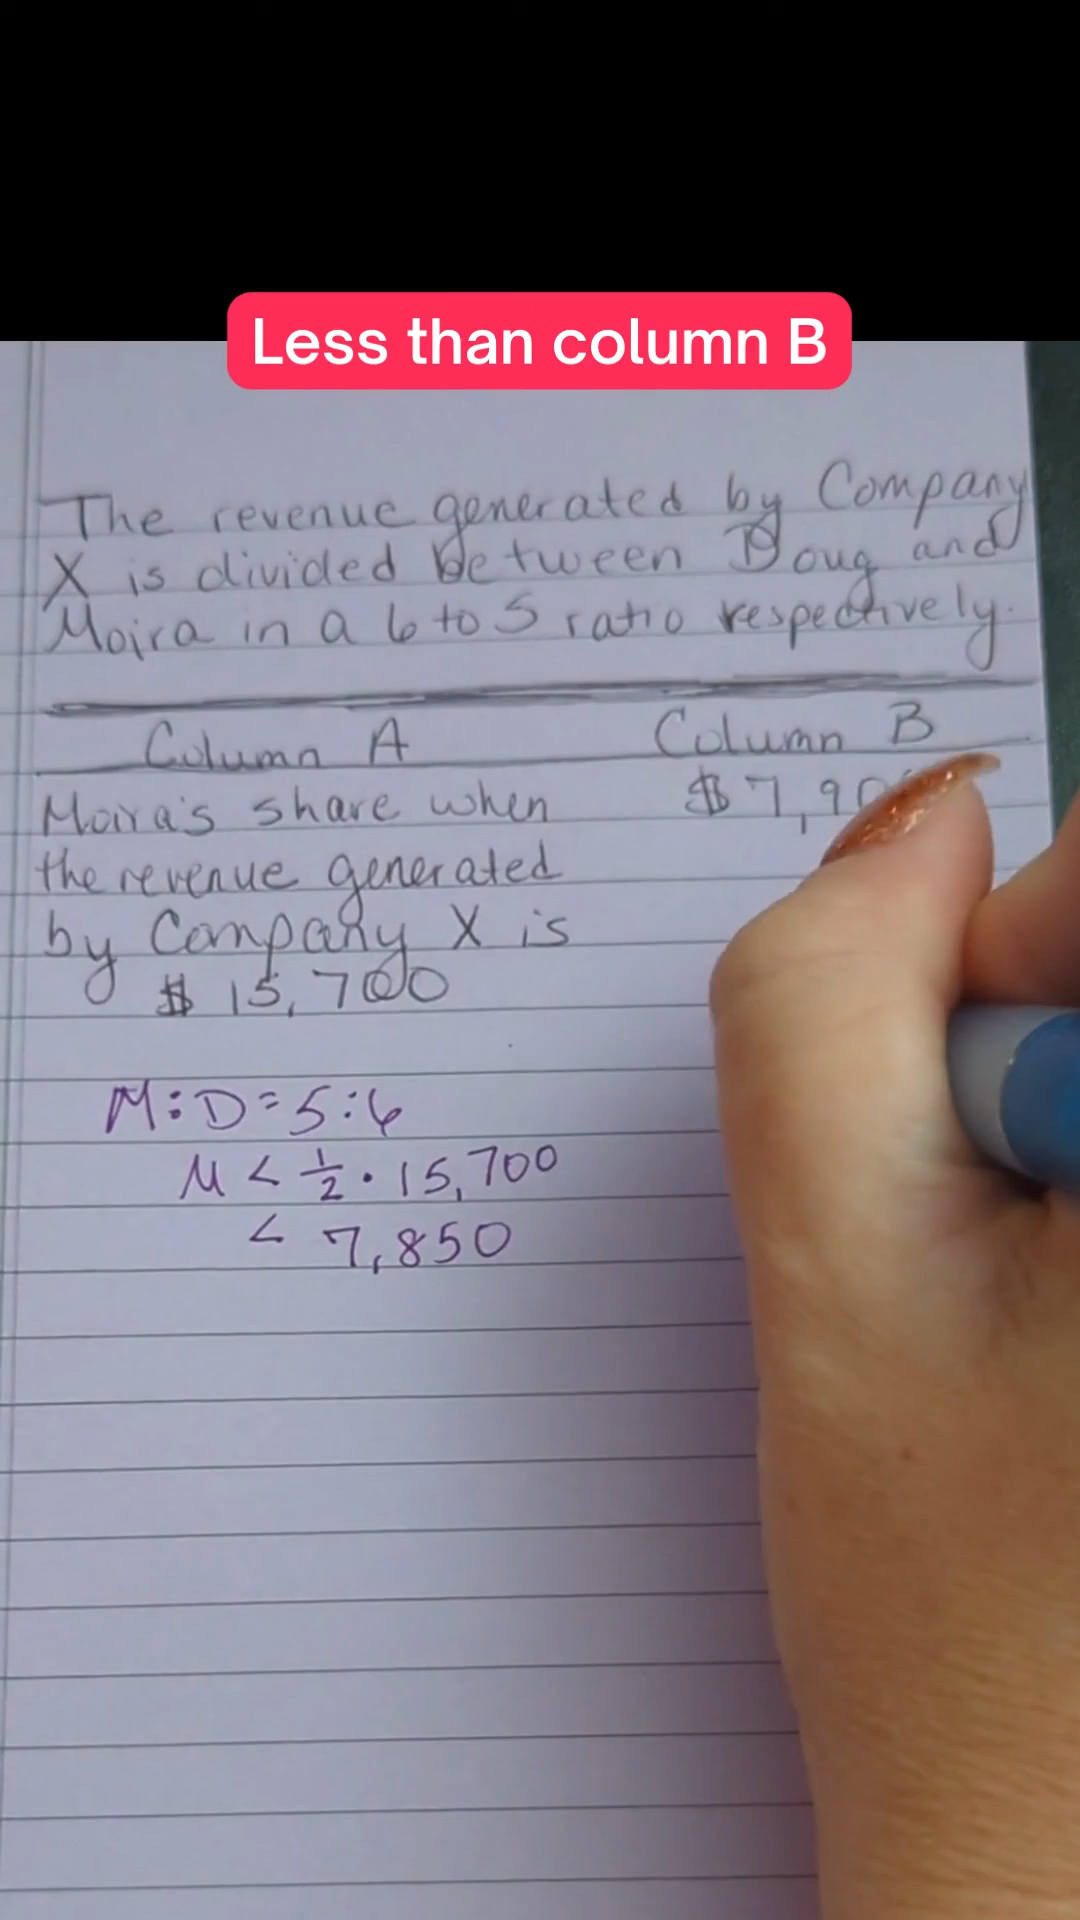 Less than column B
The revenue generated by Company
X is divided between Doug and
Moira in a 6 to 5 ratio respectively.
Column A Column B
Moira's share when $7,90
the revenue generated
by Company X is
$ 15,700
M:D=5:6
M < 1/2 · 15,700
< 7,850